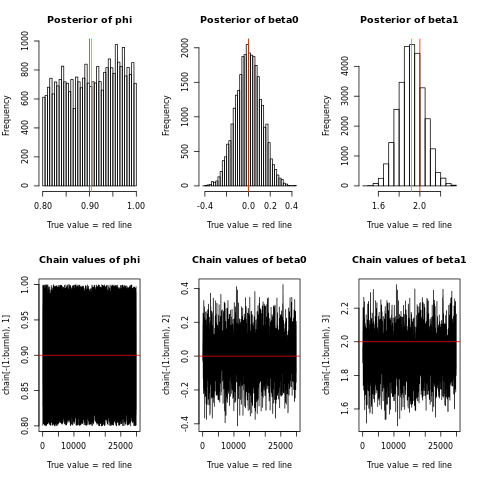 Posterior of phi
Posterior of beta0
Posterior of beta1
Frequency
0 200 400 600 800 1000
0.80 0.90 1.00
True value = red line
Frequency
0 500 1000 1500 2000
-0.4 0.0 0.2 0.4
True value = red line
Frequency
0 1000 2000 3000 4000
1.6 2.0
True value = red line
Chain values of phi
Chain values of beta0
Chain values of beta1
chain[-(1:burnIn), 1]
0.80 0.85 0.90 0.95 1.00
0 10000 25000
True value = red line
chain[-(1:burnIn), 2]
-0.4 -0.2 0.0 0.2 0.4
0 10000 25000
True value = red line
chain[-(1:burnIn), 3]
1.6 1.8 2.0 2.2
0 10000 25000
True value = red line